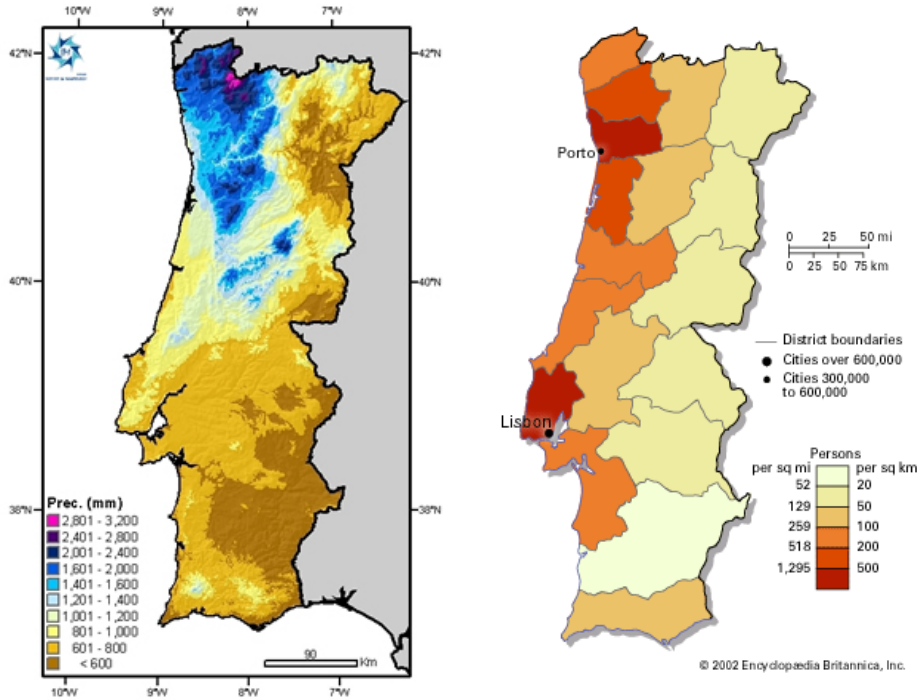 10°W
9°W
8°W
7°W
42°N
42°N
40°N
40°N
38°N
38°N
Prec. (mm)
2,801 - 3,200
2,401 - 2,800
2,001 - 2,400
1,601 - 2,000
1,401 - 1,600
1,201 - 1,400
1,001 - 1,200
801 - 1,000
601 - 800
< 600
90
Km
10°W
9°W
8°W
7°W
Porto
Lisbon
0 25 50 mi
0 25 50 75 km
District boundaries
Cities over 600,000
Cities 300,000
to 600,000
Persons
per sq mi per sq km
52 20
129 50
259 100
518 200
1,295 500
© 2002 Encyclopædia Britannica, Inc.